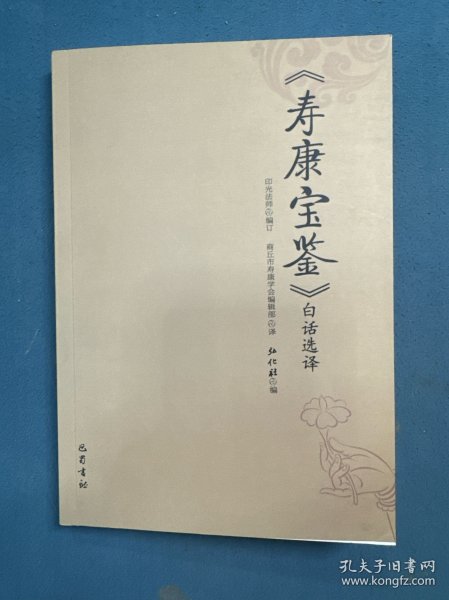 《寿康宝鉴》白话选译
印光法师 编订 商丘市寿康学会编辑部 译
弘化社 编
巴蜀书社
孔夫子旧书网
www.kongfz.com